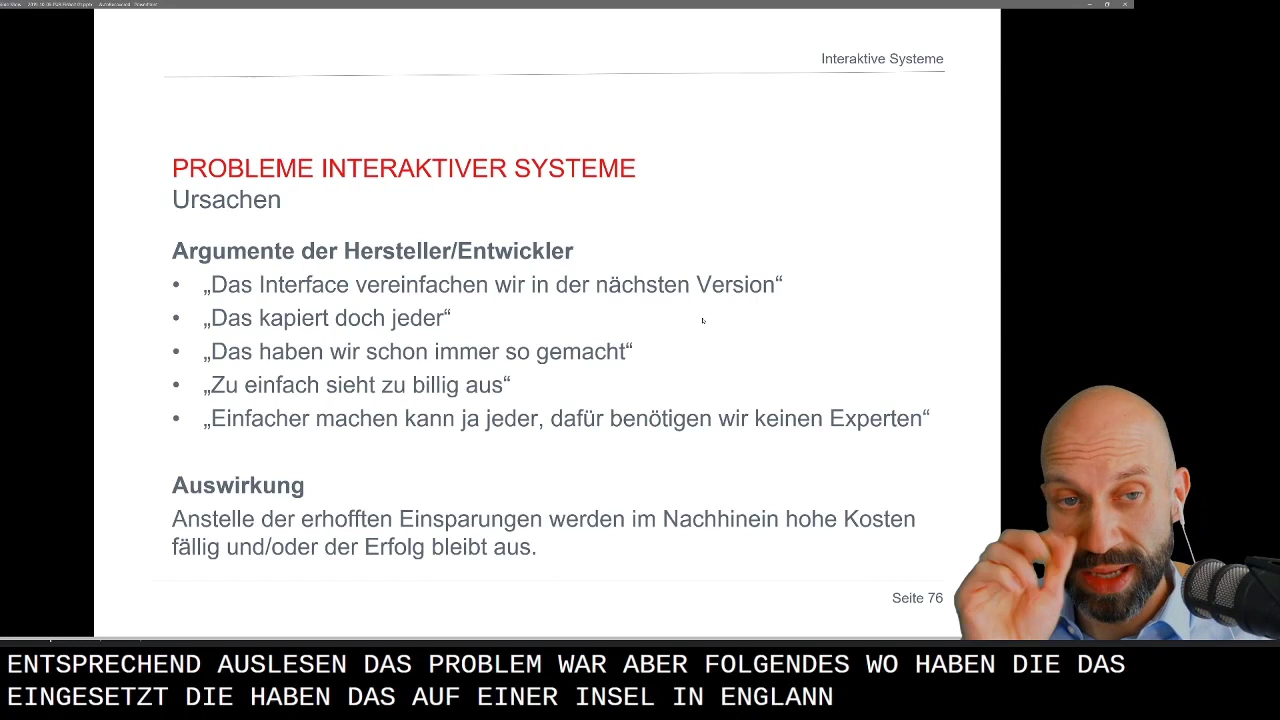 Interaktive Systeme
PROBLEME INTERAKTIVER SYSTEME
Ursachen
Argumente der Hersteller/Entwickler
• „Das Interface vereinfachen wir in der nächsten Version“
• „Das kapiert doch jeder“
• „Das haben wir schon immer so gemacht“
• „Zu einfach sieht zu billig aus“
• „Einfacher machen kann ja jeder, dafür benötigen wir keinen Experten“
Auswirkung
Anstelle der erhofften Einsparungen werden im Nachhinein hohe Kosten
fällig und/oder der Erfolg bleibt aus.
Seite 76
ENTSPRECHEND AUSLESEN DAS PROBLEM WAR ABER FOLGENDES WO HABEN DIE DAS
EINGESETZT DIE HABEN DAS AUF EINER INSEL IN ENGLANN